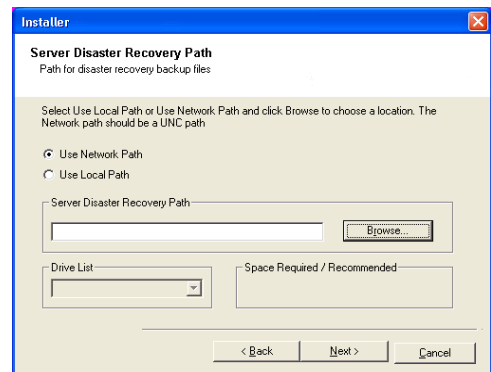 Installer
Server Disaster Recovery Path
Path for disaster recovery backup files
Select Use Local Path or Use Network Path and click Browse to choose a location. The
Network path should be a UNC path
Use Network Path
Use Local Path
Server Disaster Recovery Path
Browse...
Drive List
Space Required / Recommended
< Back
Next >
Cancel